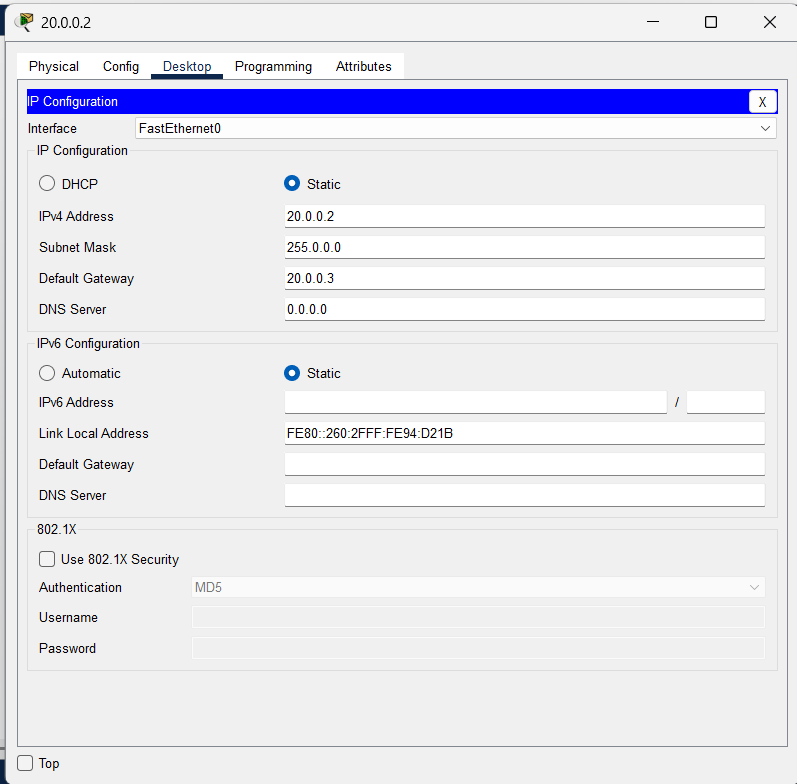 20.0.0.2
Physical Config Desktop Programming Attributes
IP Configuration X
Interface FastEthernet0
IP Configuration
DHCP Static
IPv4 Address 20.0.0.2
Subnet Mask 255.0.0.0
Default Gateway 20.0.0.3
DNS Server 0.0.0.0
IPv6 Configuration
Automatic Static
IPv6 Address /
Link Local Address FE80::260:2FFF:FE94:D21B
Default Gateway
DNS Server
802.1X
Use 802.1X Security
Authentication MD5
Username
Password
Top